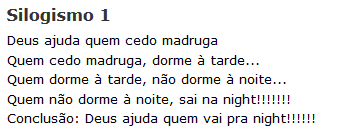 Silogismo 1
Deus ajuda quem cedo madruga
Quem cedo madruga, dorme à tarde...
Quem dorme à tarde, não dorme à noite...
Quem não dorme à noite, sai na night!!!!!!!
Conclusão: Deus ajuda quem vai pra night!!!!!!